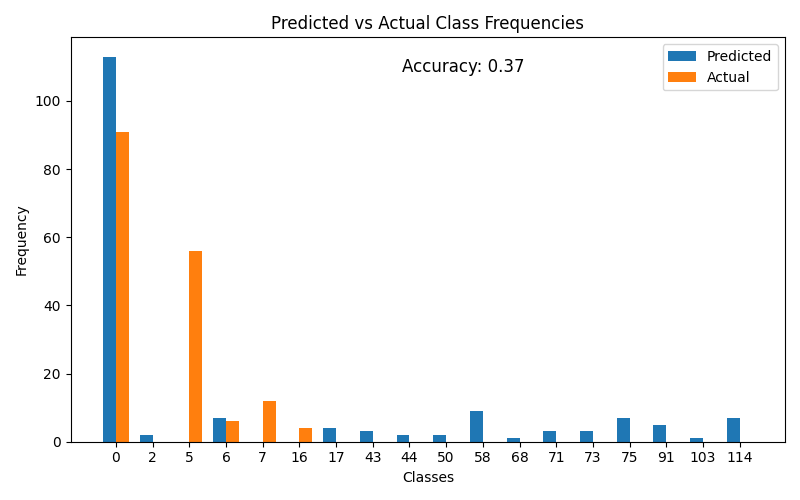 Predicted vs Actual Class Frequencies
Accuracy: 0.37
Predicted
Actual
Frequency
100
80
60
40
20
0
0 2 5 6 7 16 17 43 44 50 58 68 71 73 75 91 103 114
Classes